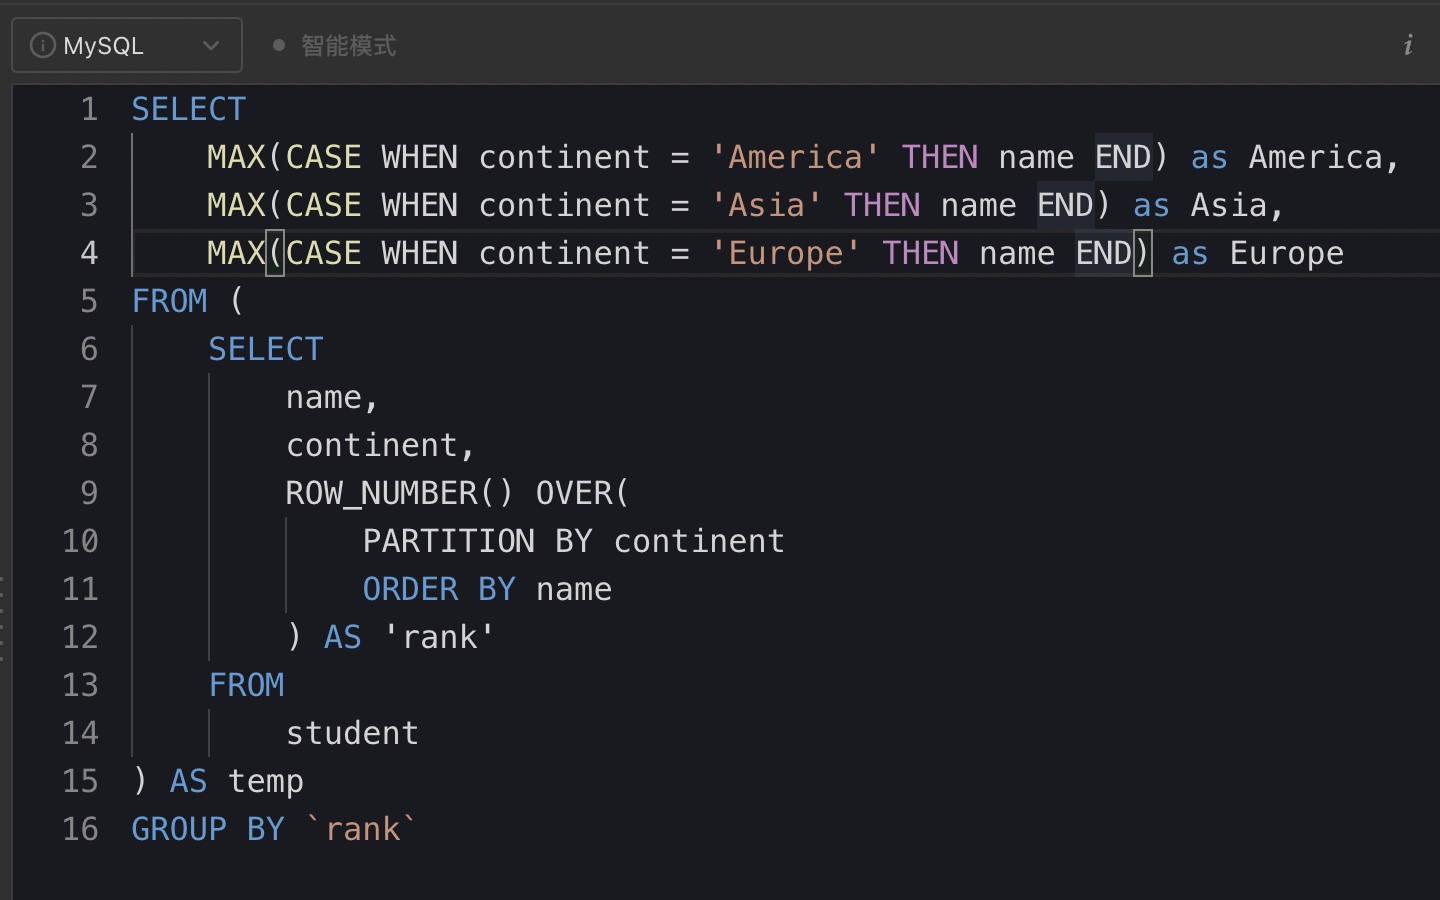 MySQL 智能模式 i
1 SELECT
2 MAX(CASE WHEN continent = 'America' THEN name END) as America,
3 MAX(CASE WHEN continent = 'Asia' THEN name END) as Asia,
4 MAX(CASE WHEN continent = 'Europe' THEN name END) as Europe
5 FROM (
6 SELECT
7 name,
8 continent,
9 ROW_NUMBER() OVER(
10 PARTITION BY continent
11 ORDER BY name
12 ) AS 'rank'
13 FROM
14 student
15 ) AS temp
16 GROUP BY `rank`